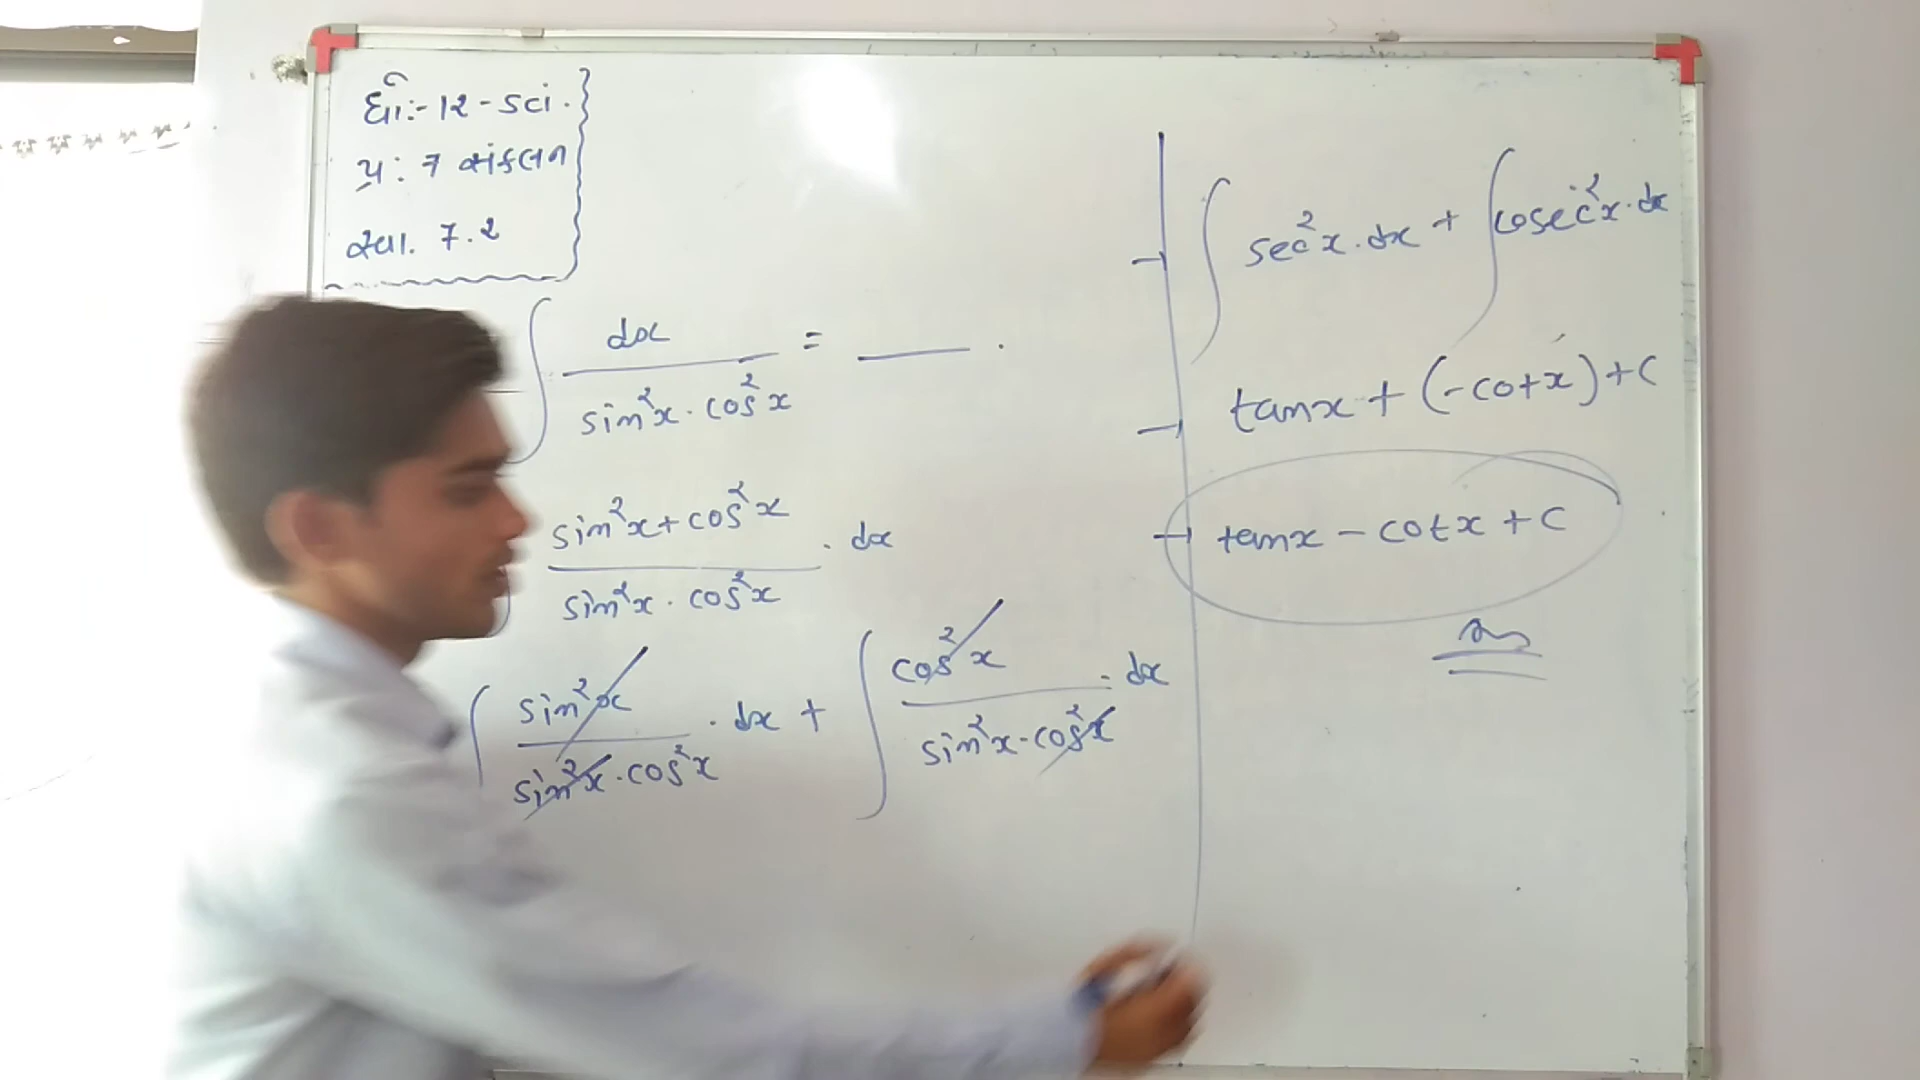 ધો:- 12 - sci.
પ્ર : 7 સંકલન
સ્વા. 7.2
∫ dx / sin²x · cos²x = ____ .
sin²x + cos²x / sin²x · cos²x · dx
∫ sin²x / sin²x · cos²x · dx + ∫ cos²x / sin²x · cos²x · dx
∫ sec²x · dx + ∫ cosec²x · dx
tanx + (-cotx) + c
tanx - cotx + c